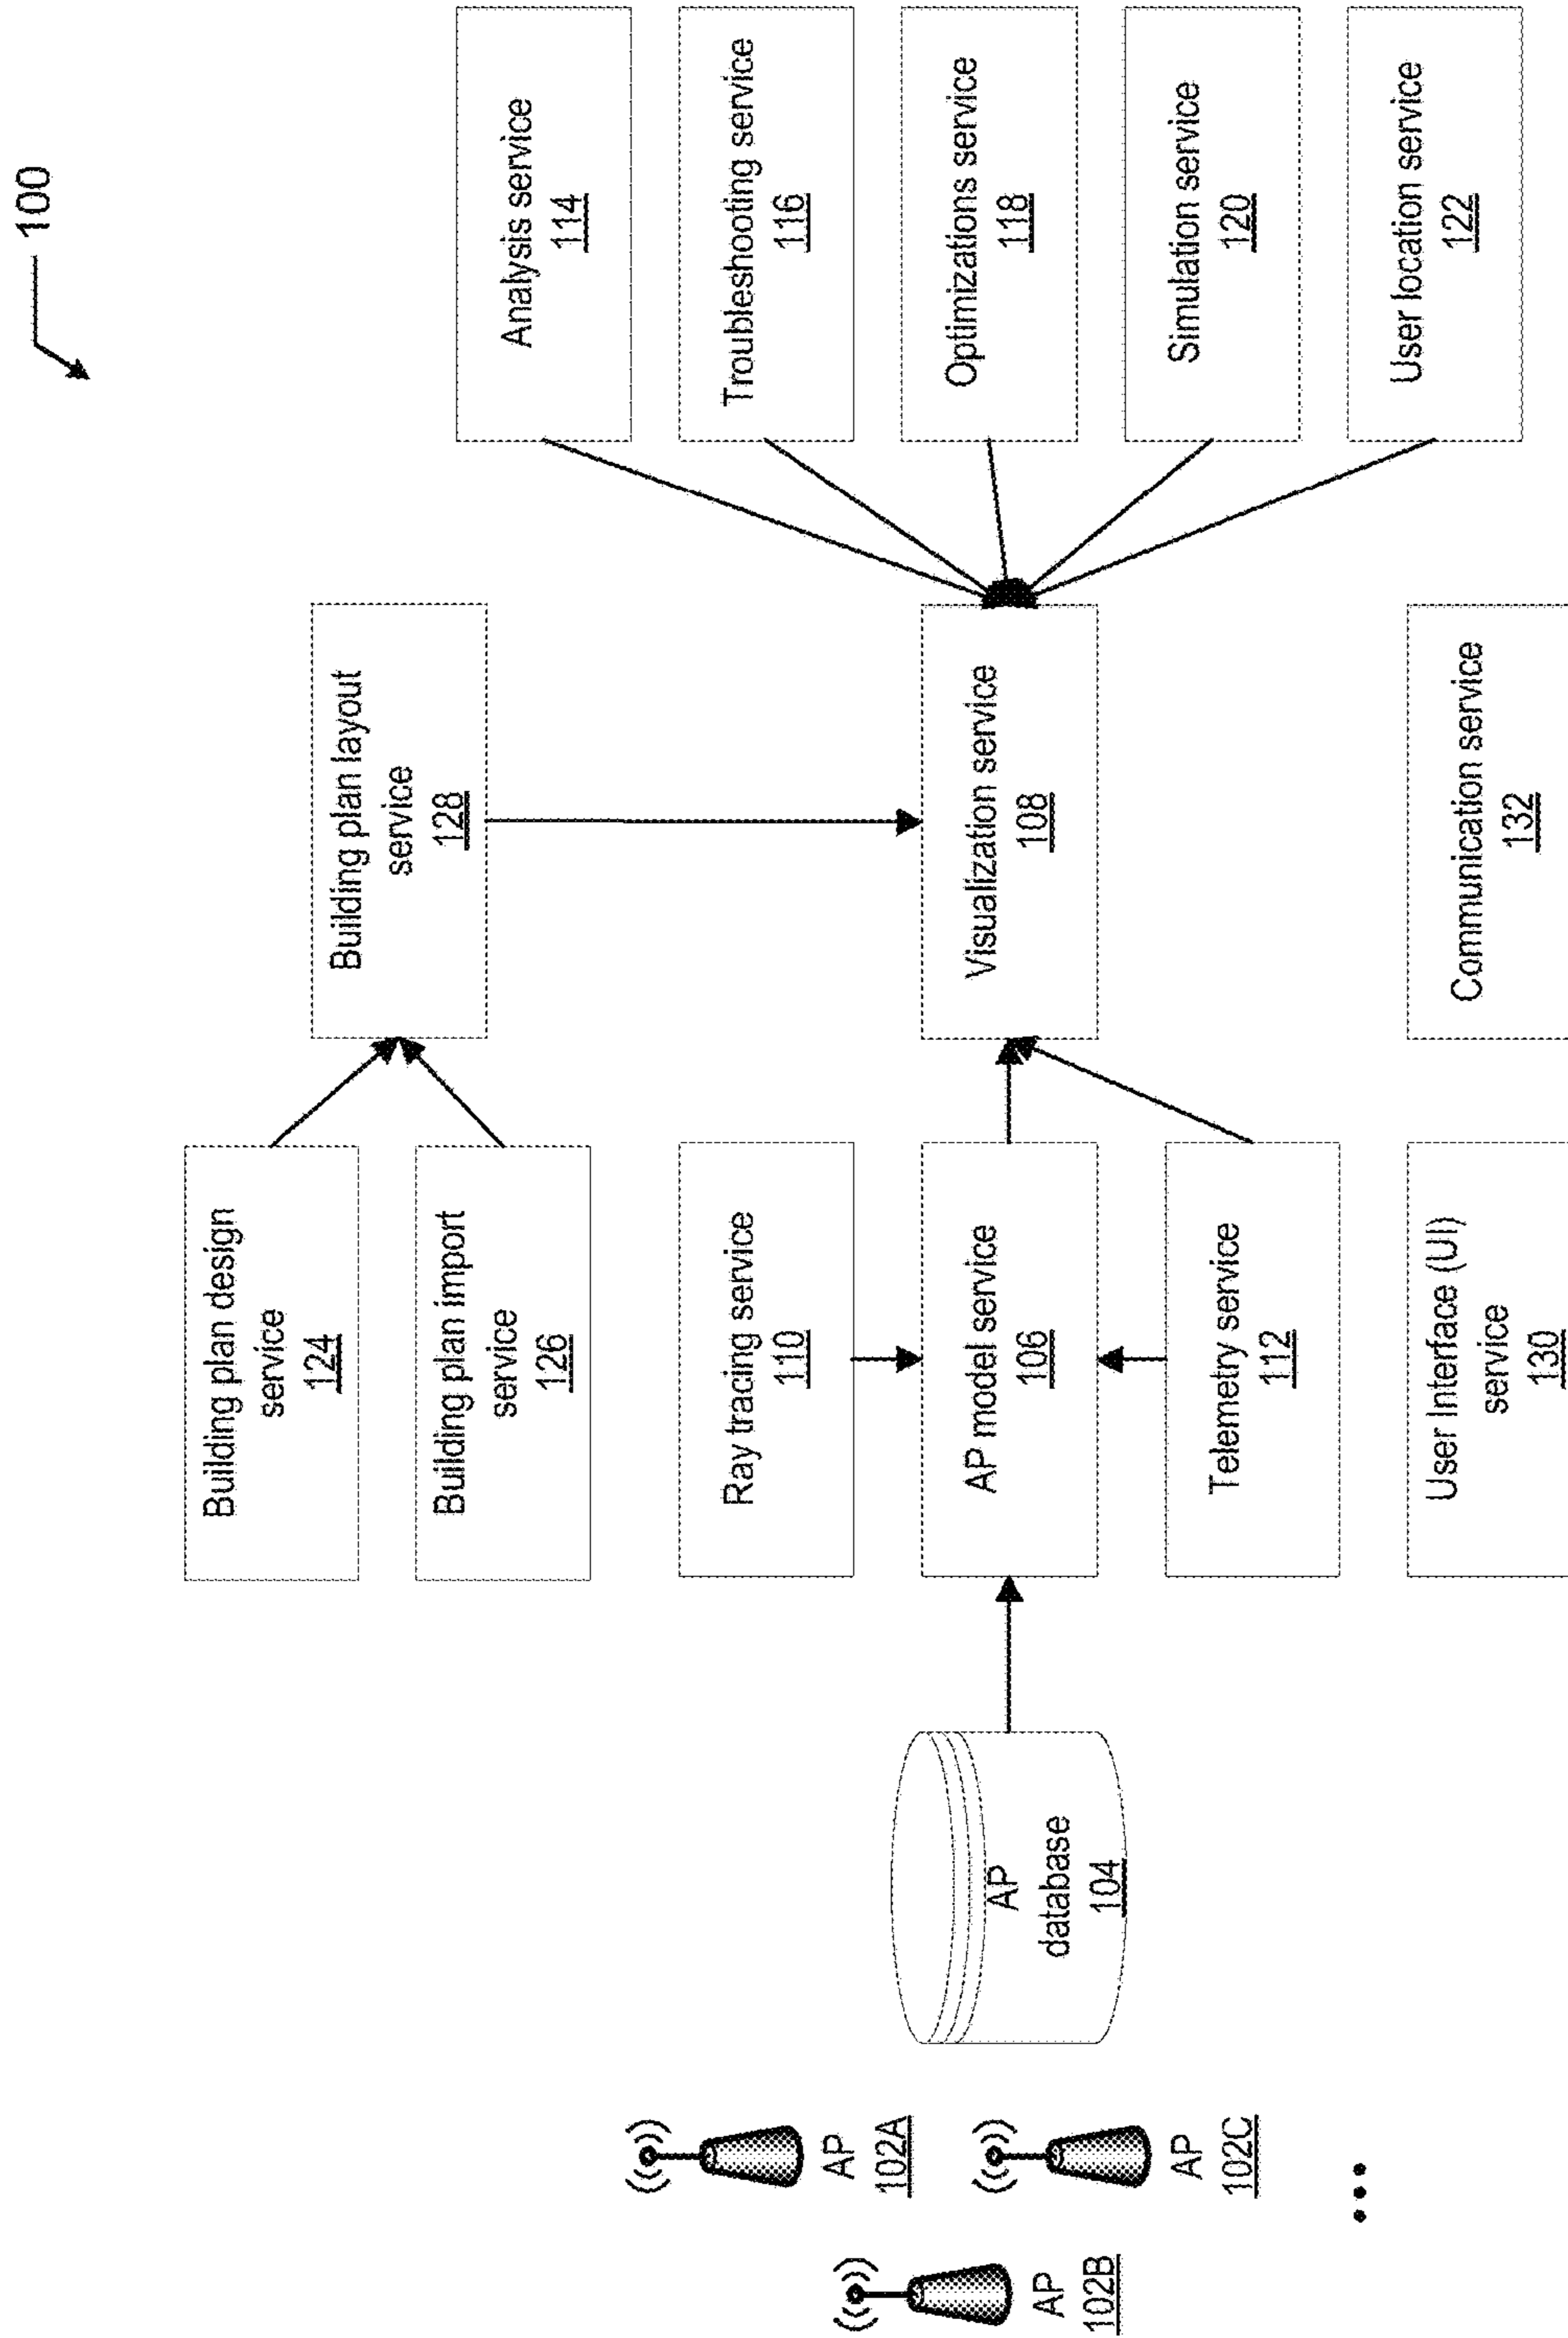 100
Building plan design
service
124
Building plan import
service
126
Building plan layout
service
128
Analysis service
114
Troubleshooting service
116
Optimizations service
118
Simulation service
120
User location service
122
Ray tracing service
110
AP model service
106
Telemetry service
112
Visualization service
108
AP
database
104
AP
102A
AP
102B
AP
102C
•••
User Interface (UI)
service
130
Communication service
132